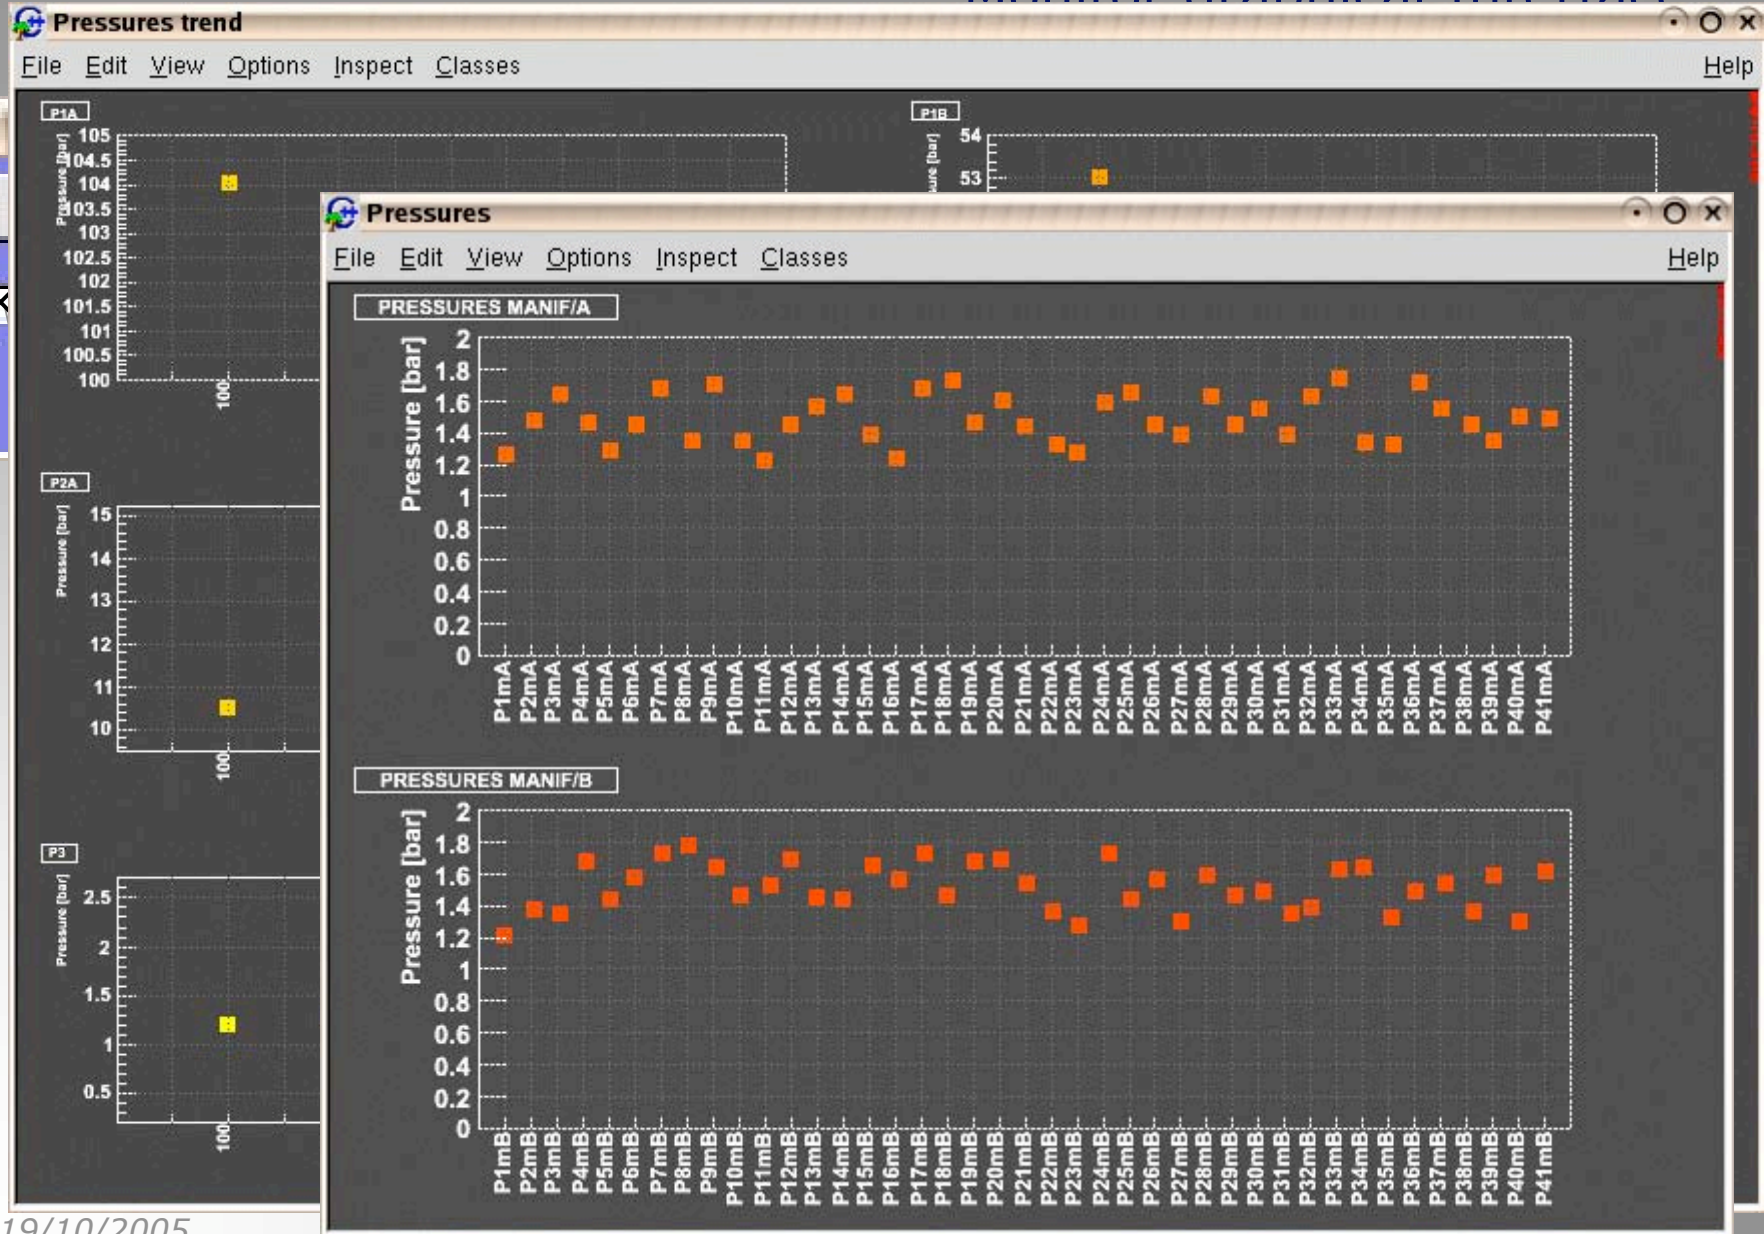 Pressures trend
File Edit View Options Inspect Classes Help
P1A
Pressure [bar]
105
104.5
104
103.5
103
102.5
102
101.5
101
100.5
100
100
P1B
54
53
P2A
Pressure [bar]
15
14
13
12
11
10
100
P3
Pressure [bar]
2.5
2
1.5
1
0.5
100
Pressures
File Edit View Options Inspect Classes Help
PRESSURES MANIF/A
Pressure [bar]
2
1.8
1.6
1.4
1.2
1
0.8
0.6
0.4
0.2
0
P1mA P2mA P3mA P4mA P5mA P6mA P7mA P8mA P9mA P10mA P11mA P12mA P13mA P14mA P15mA P16mA P17mA P18mA P19mA P20mA P21mA P22mA P23mA P24mA P25mA P26mA P27mA P28mA P29mA P30mA P31mA P32mA P33mA P34mA P35mA P36mA P37mA P38mA P39mA P40mA P41mA
PRESSURES MANIF/B
Pressure [bar]
2
1.8
1.6
1.4
1.2
1
0.8
0.6
0.4
0.2
0
P1mB P2mB P3mB P4mB P5mB P6mB P7mB P8mB P9mB P10mB P11mB P12mB P13mB P14mB P15mB P16mB P17mB P18mB P19mB P20mB P21mB P22mB P23mB P24mB P25mB P26mB P27mB P28mB P29mB P30mB P31mB P32mB P33mB P34mB P35mB P36mB P37mB P38mB P39mB P40mB P41mB
19/10/2005